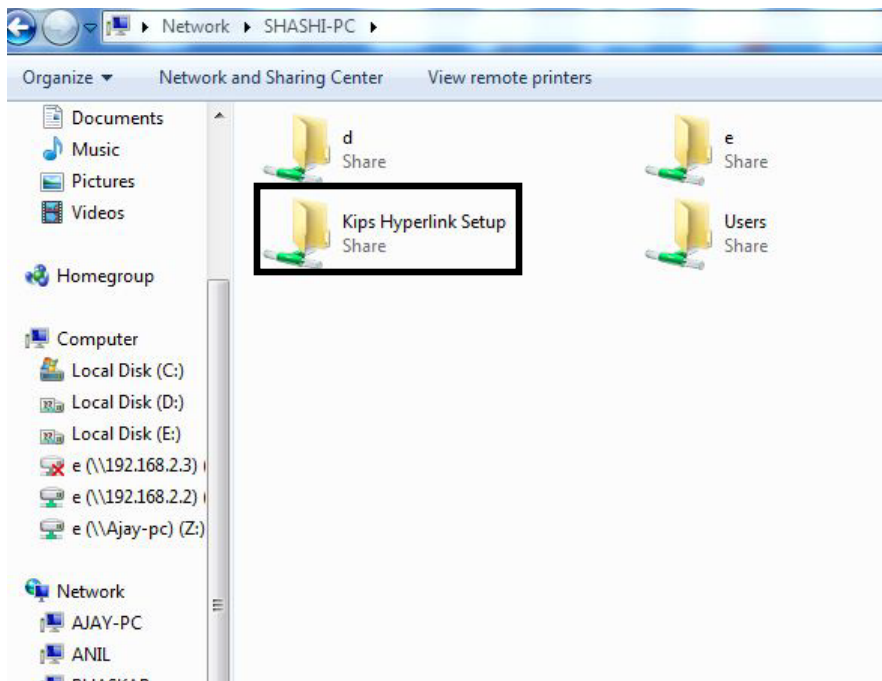 Network ▸ SHASHI-PC ▸
Organize ▾ Network and Sharing Center View remote printers
Documents
Music
Pictures
Videos
Homegroup
Computer
Local Disk (C:)
Local Disk (D:)
Local Disk (E:)
e (\\192.168.2.3) (
e (\\192.168.2.2) (
e (\\Ajay-pc) (Z:)
Network
AJAY-PC
ANIL
d
Share
e
Share
Kips Hyperlink Setup
Share
Users
Share